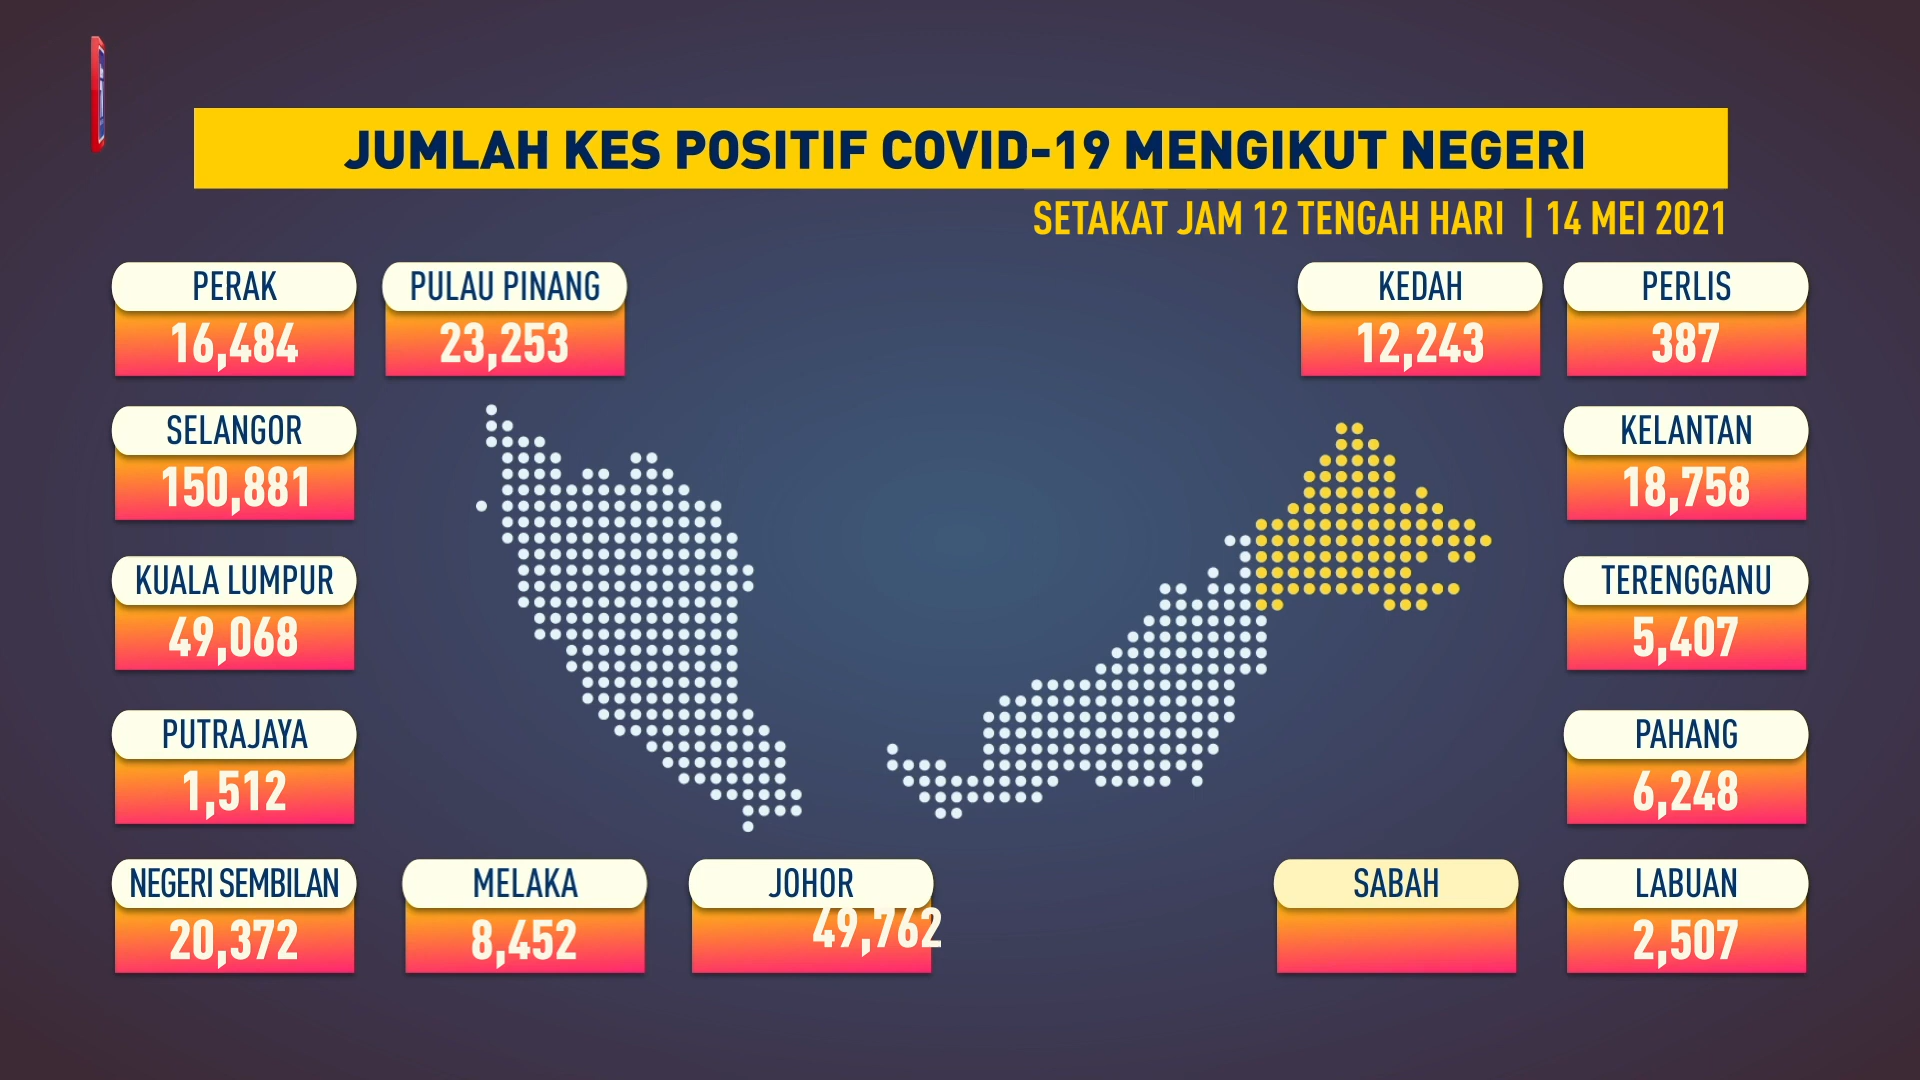 JUMLAH KES POSITIF COVID-19 MENGIKUT NEGERI
SETAKAT JAM 12 TENGAH HARI | 14 MEI 2021
PERAK
16,484
PULAU PINANG
23,253
KEDAH
12,243
PERLIS
387
SELANGOR
150,881
KELANTAN
18,758
KUALA LUMPUR
49,068
TERENGGANU
5,407
PUTRAJAYA
1,512
PAHANG
6,248
NEGERI SEMBILAN
20,372
MELAKA
8,452
JOHOR
49,762
SABAH
LABUAN
2,507